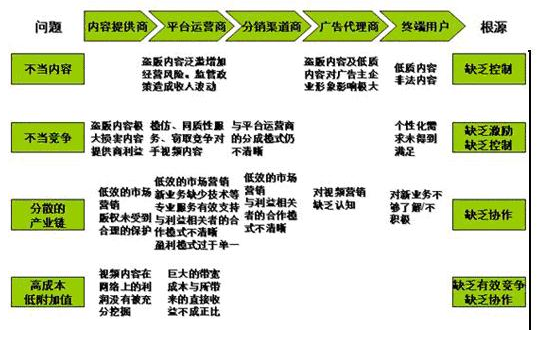 问题
内容提供商
平台运营商
分销渠道商
广告代理商
终端用户
根源
不当内容
盗版内容泛滥增加
经营风险。监管政
策造成收入波动
盗版内容及低质
内容对广告主企
业形象影响极大
低质内容
非法内容
缺乏控制
不当竞争
盗版内容极
大损害内容
提供商利益
模仿、同质性服
务、窃取竞争对
手视频内容
与平台运营商
的分成模式仍
不清晰
个性化需
求未得到
满足
缺乏激励
缺乏控制
分散的
产业链
低效的市场
营销
版权未受到
合理的保护
低效的市场营销
新业务缺少技术等
专业服务有效支持
与利益相关者的合
作模式不清晰
盈利模式过于单一
低效的市场
营销
与利益相关者
的合作模
式不清晰
对视频营销
缺乏认知
对新业务不
够了解/不
积极
缺乏协作
高成本
低附加值
视频内容在
网络上的利
润没有被充
分挖掘
巨大的带宽
成本与所带
来的直接收
益不成正比
缺乏有效竞争
缺乏协作